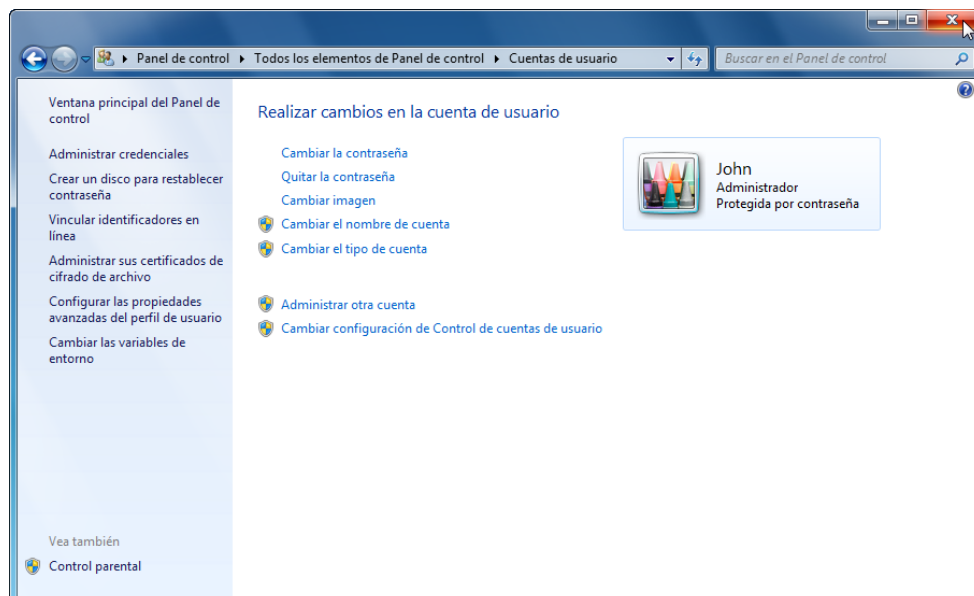 Panel de control
Todos los elementos de Panel de control
Cuentas de usuario
Buscar en el Panel de control
Ventana principal del Panel de
control
Administrar credenciales
Crear un disco para restablecer
contraseña
Vincular identificadores en
línea
Administrar sus certificados de
cifrado de archivo
Configurar las propiedades
avanzadas del perfil de usuario
Cambiar las variables de
entorno
Vea también
Control parental
Realizar cambios en la cuenta de usuario
Cambiar la contraseña
Quitar la contraseña
Cambiar imagen
Cambiar el nombre de cuenta
Cambiar el tipo de cuenta
Administrar otra cuenta
Cambiar configuración de Control de cuentas de usuario
John
Administrador
Protegida por contraseña